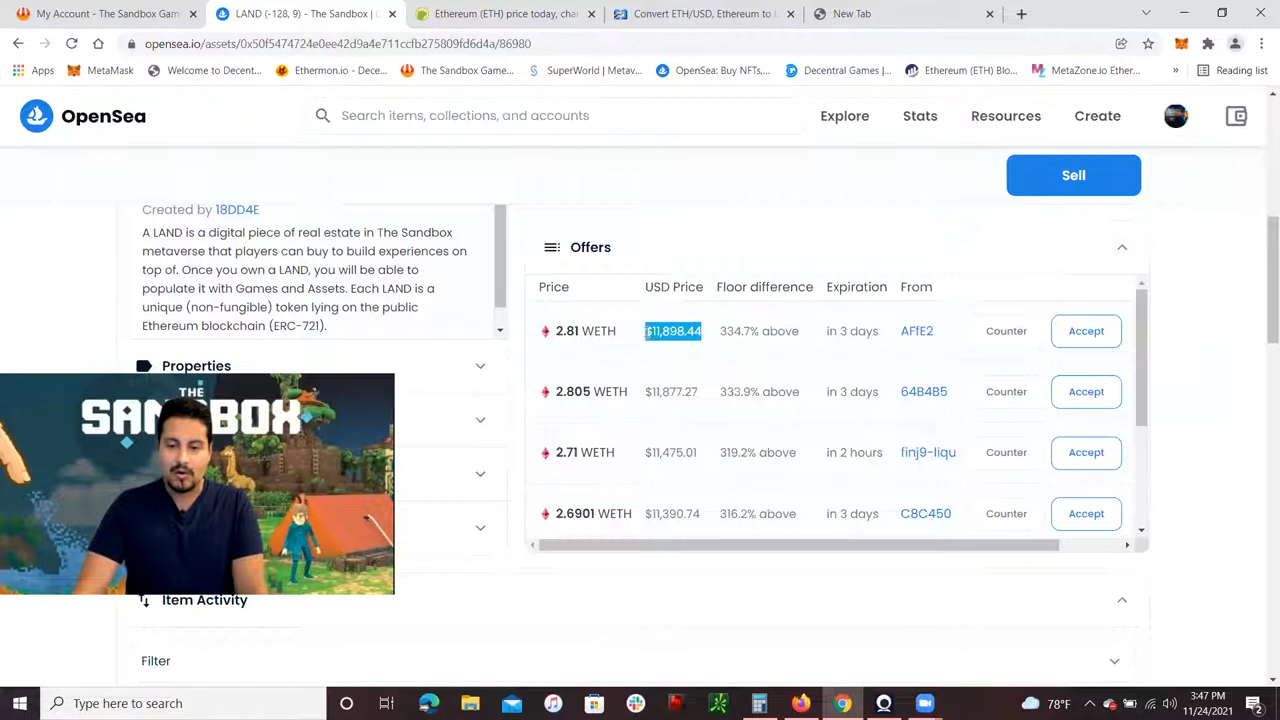 My Account - The Sandbox Gam
LAND (-128, 9) - The Sandbox | O
Ethereum (ETH) price today, cha
Convert ETH/USD, Ethereum to U
New Tab
opensea.io/assets/0x50f5474724e0ee42d9a4e711ccfb275809fd6d4a/86980
Apps
MetaMask
Welcome to Decent...
Ethermon.io - Dece...
The Sandbox Game...
SuperWorld | Metav...
OpenSea: Buy NFTs,...
Decentral Games |...
Ethereum (ETH) Blo...
MetaZone.io Ether...
»
Reading list
OpenSea
Search items, collections, and accounts
Explore
Stats
Resources
Create
Sell
Created by 18DD4E
A LAND is a digital piece of real estate in The Sandbox
metaverse that players can buy to build experiences on
top of. Once you own a LAND, you will be able to
populate it with Games and Assets. Each LAND is a
unique (non-fungible) token lying on the public
Ethereum blockchain (ERC-721).
Properties
Offers
Price USD Price Floor difference Expiration From
2.81 WETH $11,898.44 334.7% above in 3 days AFfE2 Counter Accept
2.805 WETH $11,877.27 333.9% above in 3 days 64B4B5 Counter Accept
2.71 WETH $11,475.01 319.2% above in 2 hours finj9-liqu Counter Accept
2.6901 WETH $11,390.74 316.2% above in 3 days C8C450 Counter Accept
THE
SANDBOX
Item Activity
Filter
Type here to search
78°F
3:47 PM
11/24/2021
2